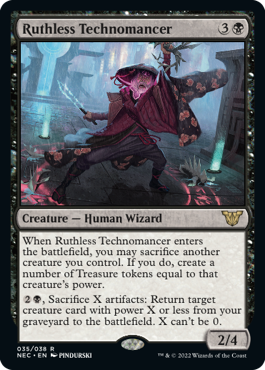 Ruthless Technomancer 3
Creature — Human Wizard
When Ruthless Technomancer enters
the battlefield, you may sacrifice another
creature you control. If you do, create a
number of Treasure tokens equal to that
creature's power.
2, Sacrifice X artifacts: Return target
creature card with power X or less from your
graveyard to the battlefield. X can't be 0.
2/4
035/038 R
NEC • EN PINDURSKI
™ & © 2022 Wizards of the Coast